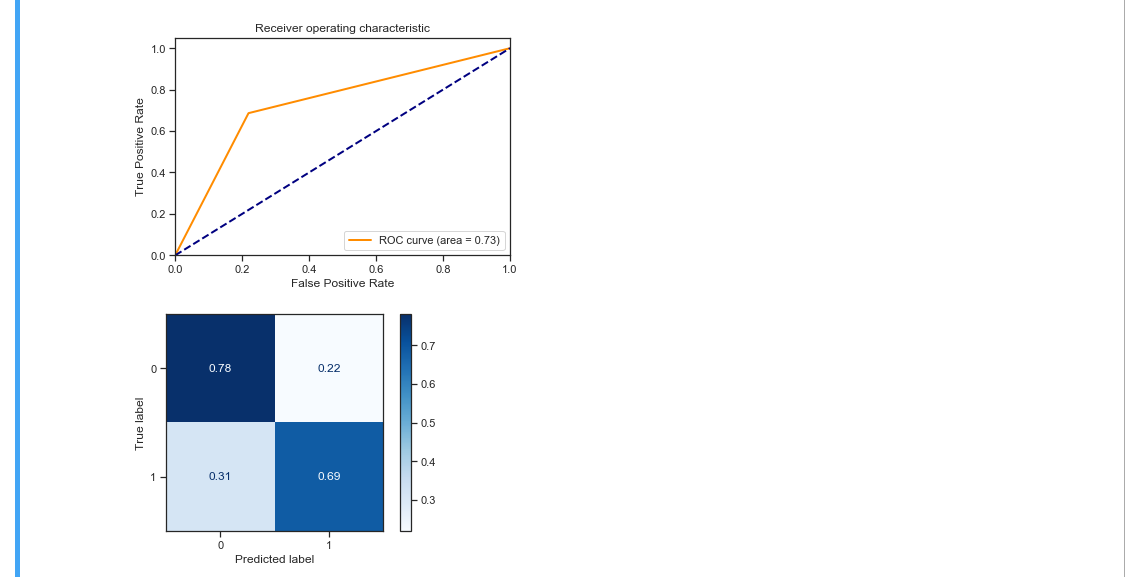 Receiver operating characteristic
True Positive Rate
1.0
0.8
0.6
0.4
0.2
0.0
ROC curve (area = 0.73)
0.0 0.2 0.4 0.6 0.8 1.0
False Positive Rate
True label
0 0.78 0.22
1 0.31 0.69
0 1
Predicted label
0.7
0.6
0.5
0.4
0.3